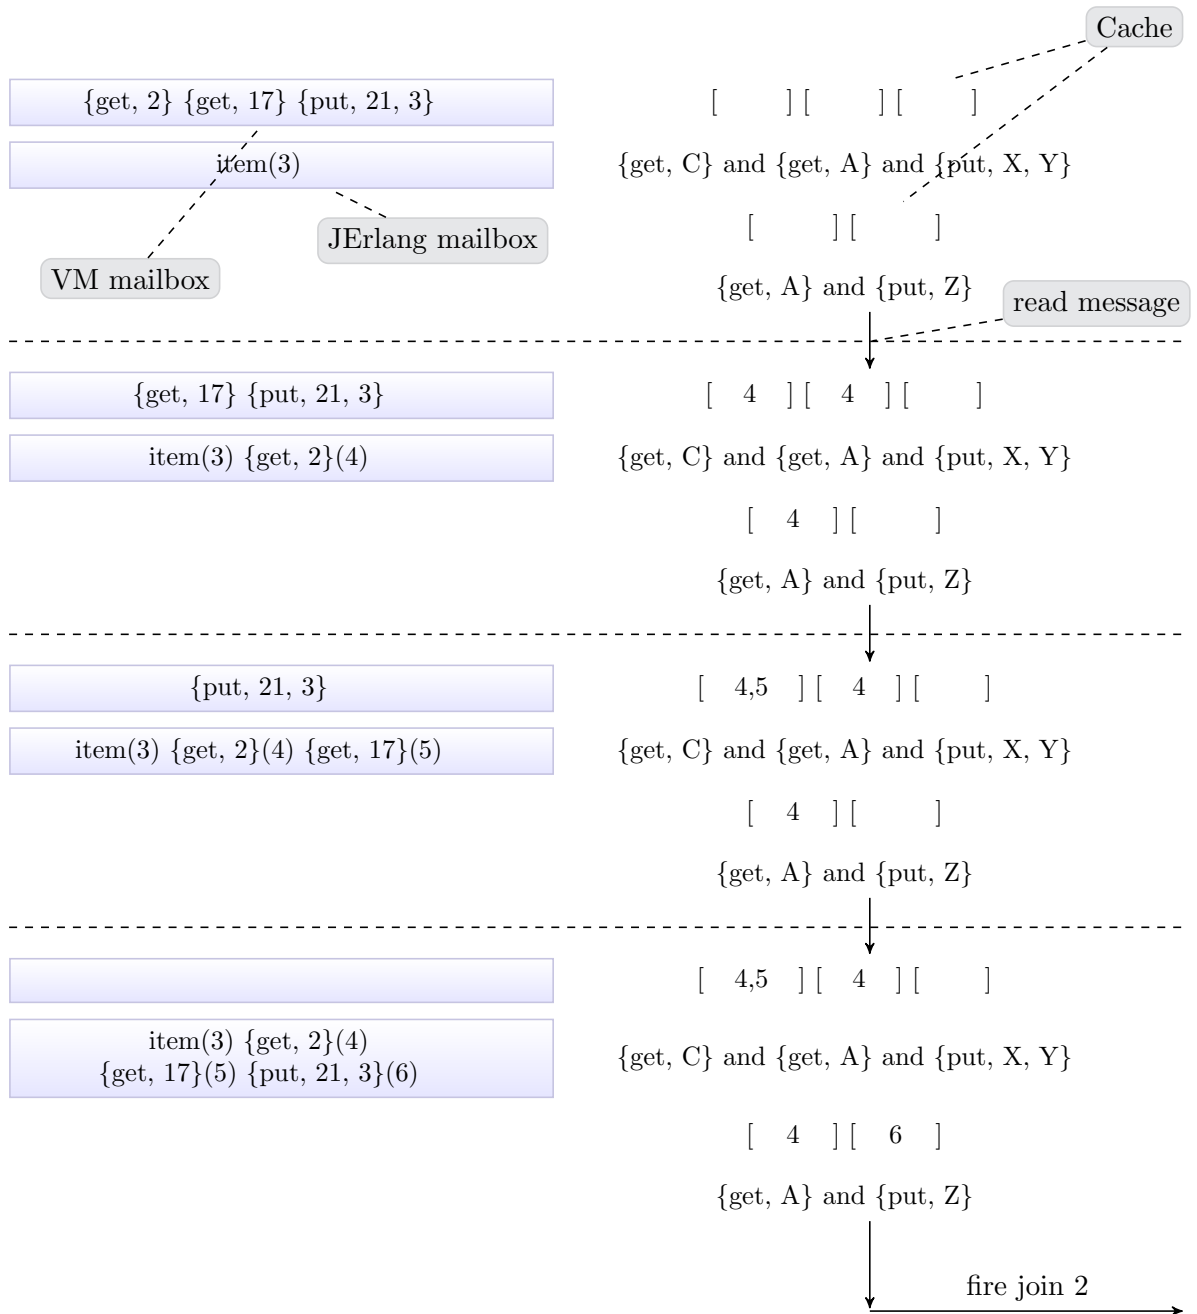 Cache
{get, 2} {get, 17} {put, 21, 3}
[ ] [ ] [ ]
item(3)
{get, C} and {get, A} and {put, X, Y}
[ ] [ ]
JErlang mailbox
VM mailbox
{get, A} and {put, Z}
read message
{get, 17} {put, 21, 3}
[ 4 ] [ 4 ] [ ]
item(3) {get, 2}(4)
{get, C} and {get, A} and {put, X, Y}
[ 4 ] [ ]
{get, A} and {put, Z}
{put, 21, 3}
[ 4,5 ] [ 4 ] [ ]
item(3) {get, 2}(4) {get, 17}(5)
{get, C} and {get, A} and {put, X, Y}
[ 4 ] [ ]
{get, A} and {put, Z}
[ 4,5 ] [ 4 ] [ ]
item(3) {get, 2}(4)
{get, 17}(5) {put, 21, 3}(6)
{get, C} and {get, A} and {put, X, Y}
[ 4 ] [ 6 ]
{get, A} and {put, Z}
fire join 2